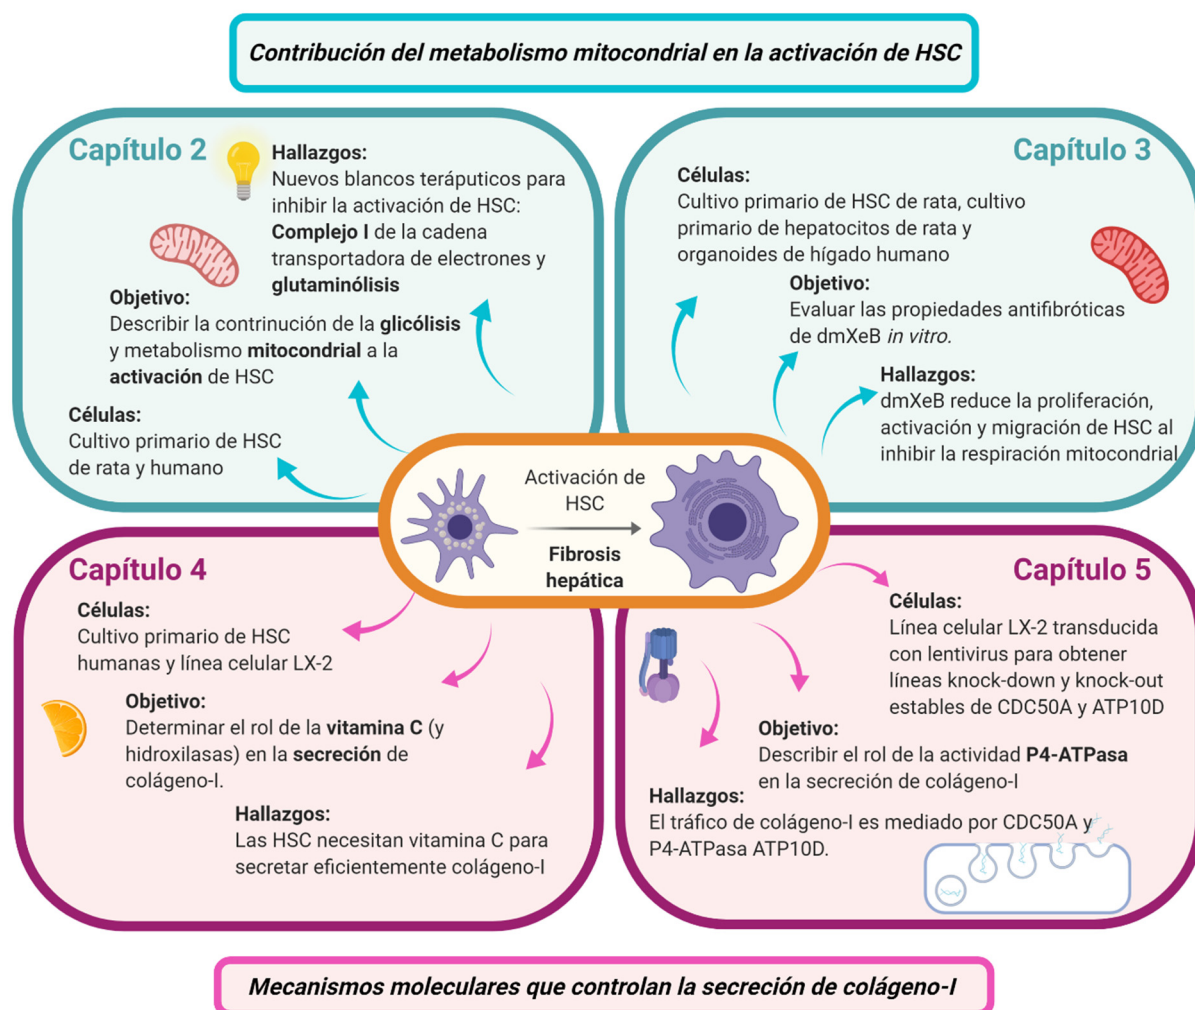 Contribución del metabolismo mitocondrial en la activación de HSC
Capítulo 2
Hallazgos:
Nuevos blancos teráputicos para
inhibir la activación de HSC:
Complejo I de la cadena
transportadora de electrones y
glutaminólisis
Objetivo:
Describir la contrinución de la glicólisis
y metabolismo mitocondrial a la
activación de HSC
Células:
Cultivo primario de HSC
de rata y humano
Capítulo 3
Células:
Cultivo primario de HSC de rata, cultivo
primario de hepatocitos de rata y
organoides de hígado humano
Objetivo:
Evaluar las propiedades antifibróticas
de dmXeB in vitro.
Hallazgos:
dmXeB reduce la proliferación,
activación y migración de HSC al
inhibir la respiración mitocondrial
Activación de
HSC
Fibrosis
hepática
Capítulo 4
Células:
Cultivo primario de HSC
humanas y línea celular LX-2
Objetivo:
Determinar el rol de la vitamina C (y
hidroxilasas) en la secreción de
colágeno-I.
Hallazgos:
Las HSC necesitan vitamina C para
secretar eficientemente colágeno-I
Capítulo 5
Células:
Línea celular LX-2 transducida
con lentivirus para obtener
líneas knock-down y knock-out
estables de CDC50A y ATP10D
Objetivo:
Describir el rol de la actividad P4-ATPasa
en la secreción de colágeno-I
Hallazgos:
El tráfico de colágeno-I es mediado por CDC50A y
P4-ATPasa ATP10D.
Mecanismos moleculares que controlan la secreción de colágeno-I